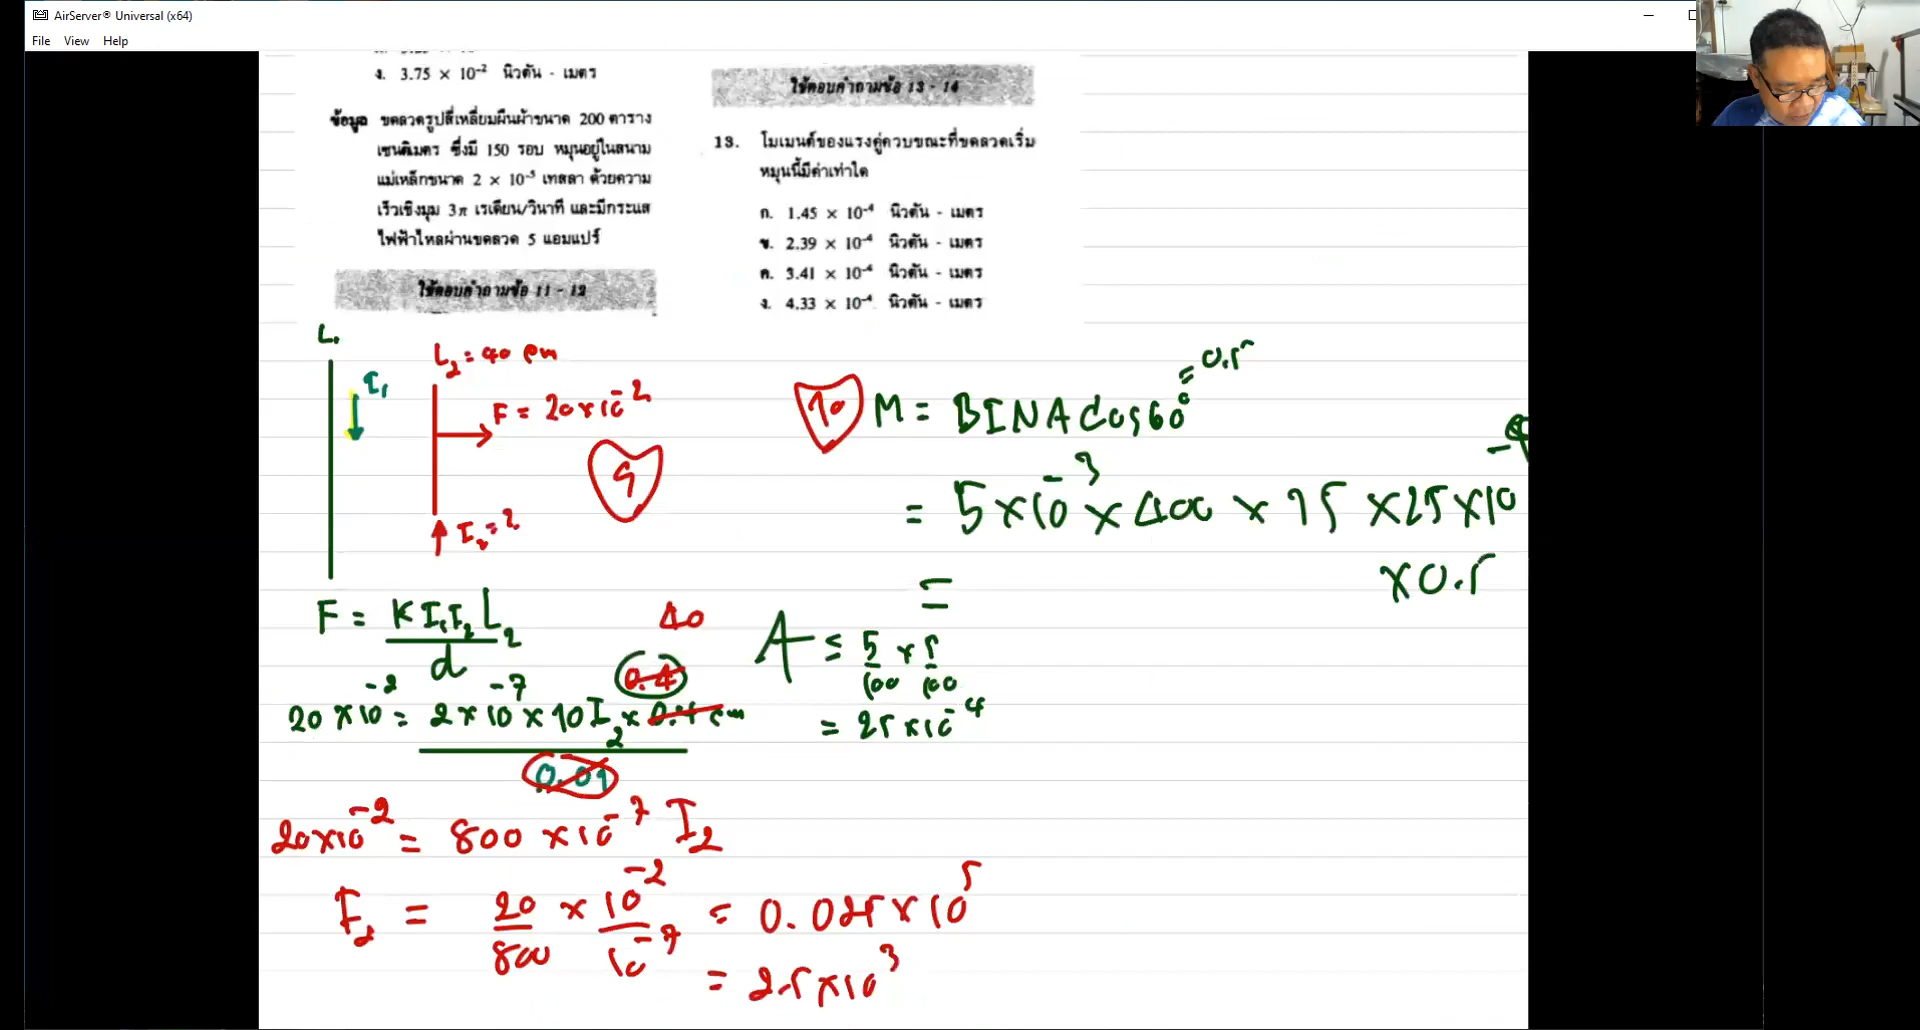 AirServer® Universal (x64)
File View Help
ง. 3.75 × 10⁻² นิวตัน - เมตร
ข้อมูล ขดลวดรูปสี่เหลี่ยมผืนผ้าขนาด 200 ตาราง
เซนติเมตร ซึ่งมี 150 รอบ หมุนอยู่ในสนาม
แม่เหล็กขนาด 2 × 10⁻⁵ เทสลา ด้วยความ
เร็วเชิงมุม 3π เรเดียน/วินาที และมีกระแส
ไฟฟ้าไหลผ่านขดลวด 5 แอมแปร์
ใช้ตอบคำถามข้อ 11 - 12
ใช้ตอบคำถามข้อ 13 - 14
13. โมเมนต์ของแรงคู่ควบขณะที่ขดลวดเริ่ม
หมุนนี้มีค่าเท่าใด
ก. 1.45 × 10⁻⁴ นิวตัน - เมตร
ข. 2.39 × 10⁻⁴ นิวตัน - เมตร
ค. 3.41 × 10⁻⁴ นิวตัน - เมตร
ง. 4.33 × 10⁻⁴ นิวตัน - เมตร
L₁
I₁
L₂ = 40 cm
F = 20×10⁻²
9
I₂ = ?
F = KI₁I₂L₂
d
40
0.4
20×10⁻² = 2×10⁻⁷×10I₂×0.4 cm
0.01
20×10⁻² = 800×10⁻⁷ I₂
I₂ = 20/800 × 10⁻²/10⁻⁷ = 0.025×10⁵
= 2.5×10³
10
M = BINA cos60° = 0.5
= 5×10⁻³×400×15×25×10⁻⁴
×0.5
=
A = 5/100 × 5/100
= 25×10⁻⁴